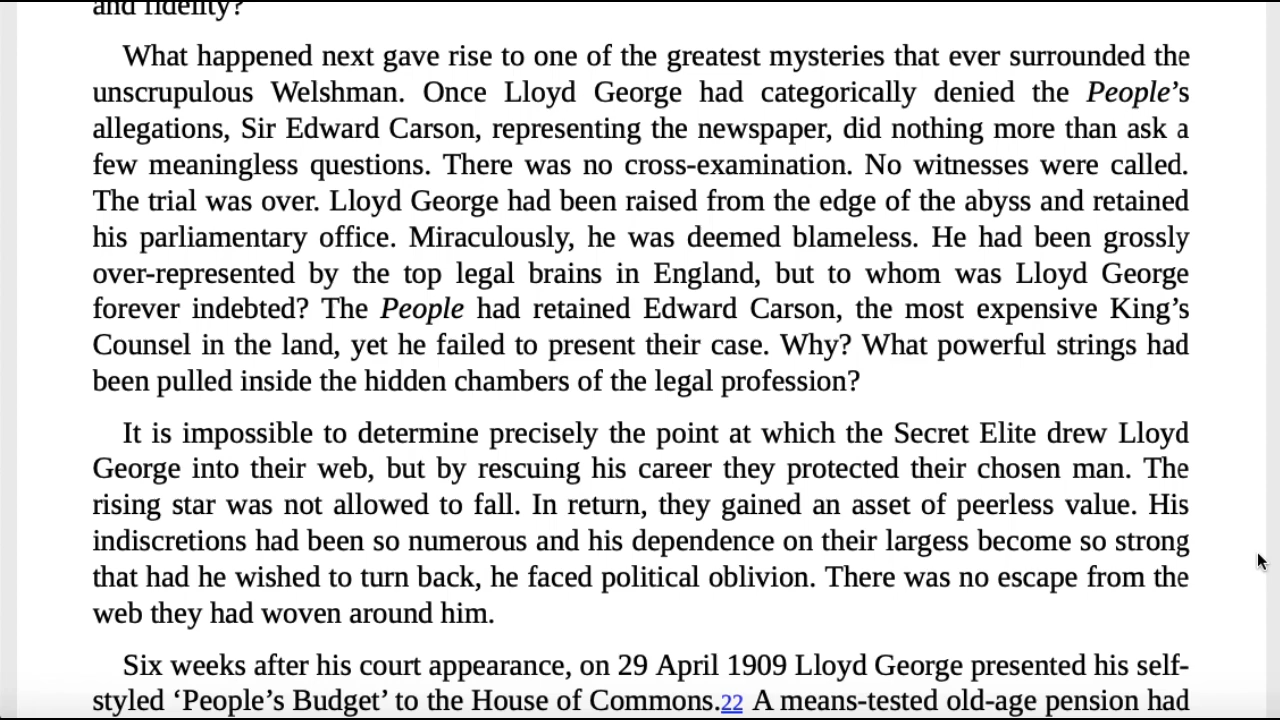 and fidelity?
What happened next gave rise to one of the greatest mysteries that ever surrounded the
unscrupulous Welshman. Once Lloyd George had categorically denied the People’s
allegations, Sir Edward Carson, representing the newspaper, did nothing more than ask a
few meaningless questions. There was no cross-examination. No witnesses were called.
The trial was over. Lloyd George had been raised from the edge of the abyss and retained
his parliamentary office. Miraculously, he was deemed blameless. He had been grossly
over-represented by the top legal brains in England, but to whom was Lloyd George
forever indebted? The People had retained Edward Carson, the most expensive King’s
Counsel in the land, yet he failed to present their case. Why? What powerful strings had
been pulled inside the hidden chambers of the legal profession?
It is impossible to determine precisely the point at which the Secret Elite drew Lloyd
George into their web, but by rescuing his career they protected their chosen man. The
rising star was not allowed to fall. In return, they gained an asset of peerless value. His
indiscretions had been so numerous and his dependence on their largess become so strong
that had he wished to turn back, he faced political oblivion. There was no escape from the
web they had woven around him.
Six weeks after his court appearance, on 29 April 1909 Lloyd George presented his self-
styled ‘People’s Budget’ to the House of Commons.22 A means-tested old-age pension had